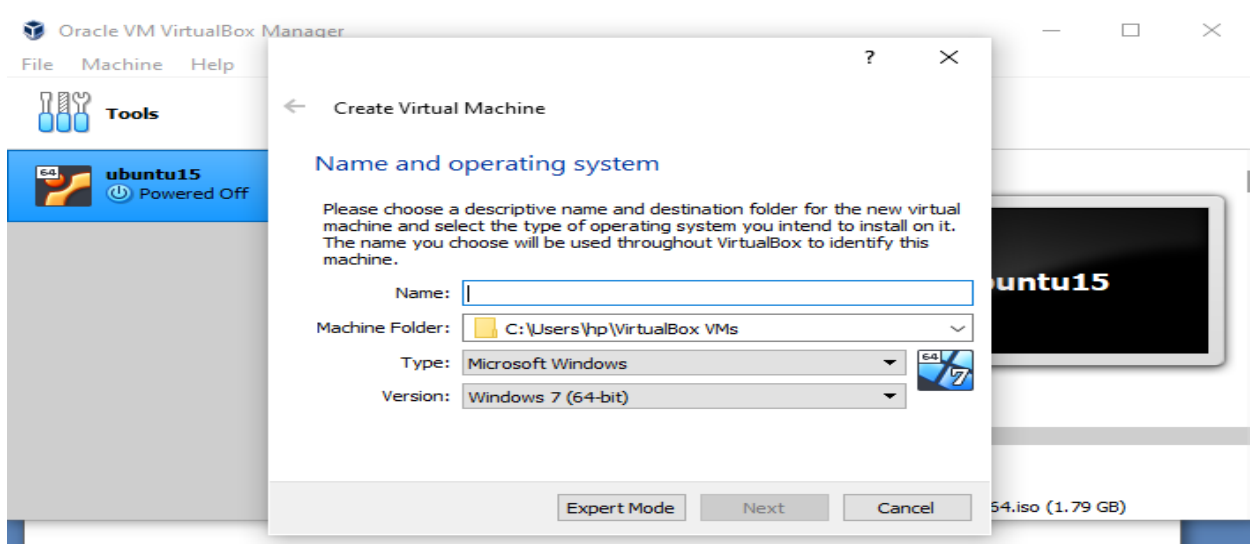 Oracle VM VirtualBox Manager
File Machine Help
?
Tools
Create Virtual Machine
Name and operating system
64
ubuntu15
Powered Off
Please choose a descriptive name and destination folder for the new virtual
machine and select the type of operating system you intend to install on it.
The name you choose will be used throughout VirtualBox to identify this
machine.
Name:
Machine Folder: C:\Users\hp\VirtualBox VMs
Type: Microsoft Windows
64
7
Version: Windows 7 (64-bit)
untu15
Expert Mode Next Cancel
64.iso (1.79 GB)